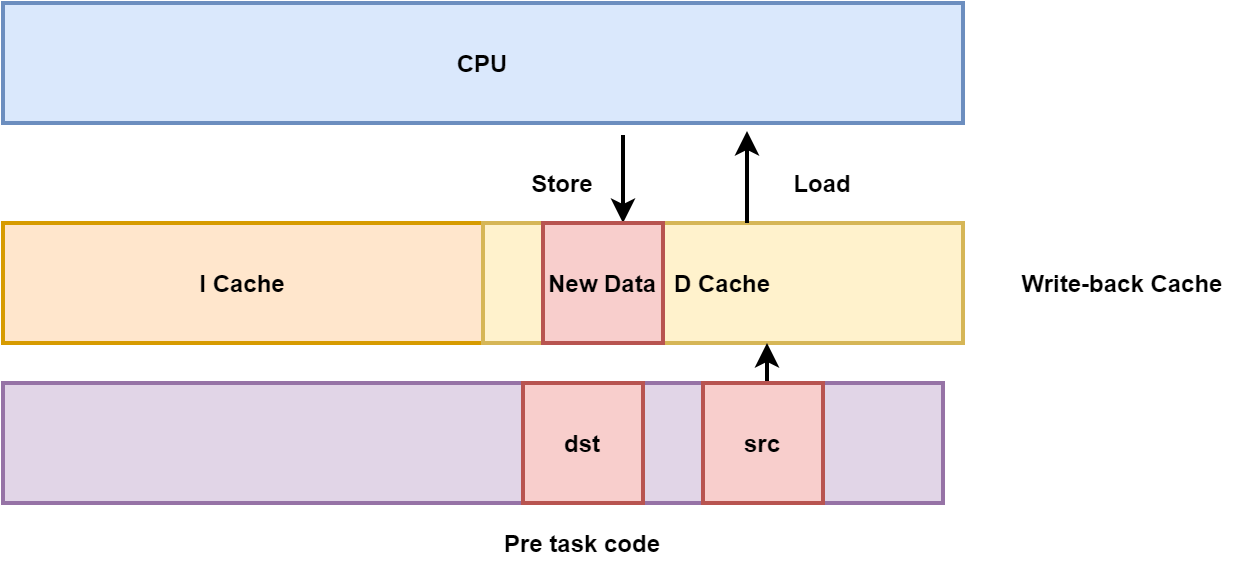 CPU
Store
Load
I Cache
New Data
D Cache
Write-back Cache
dst
src
Pre task code